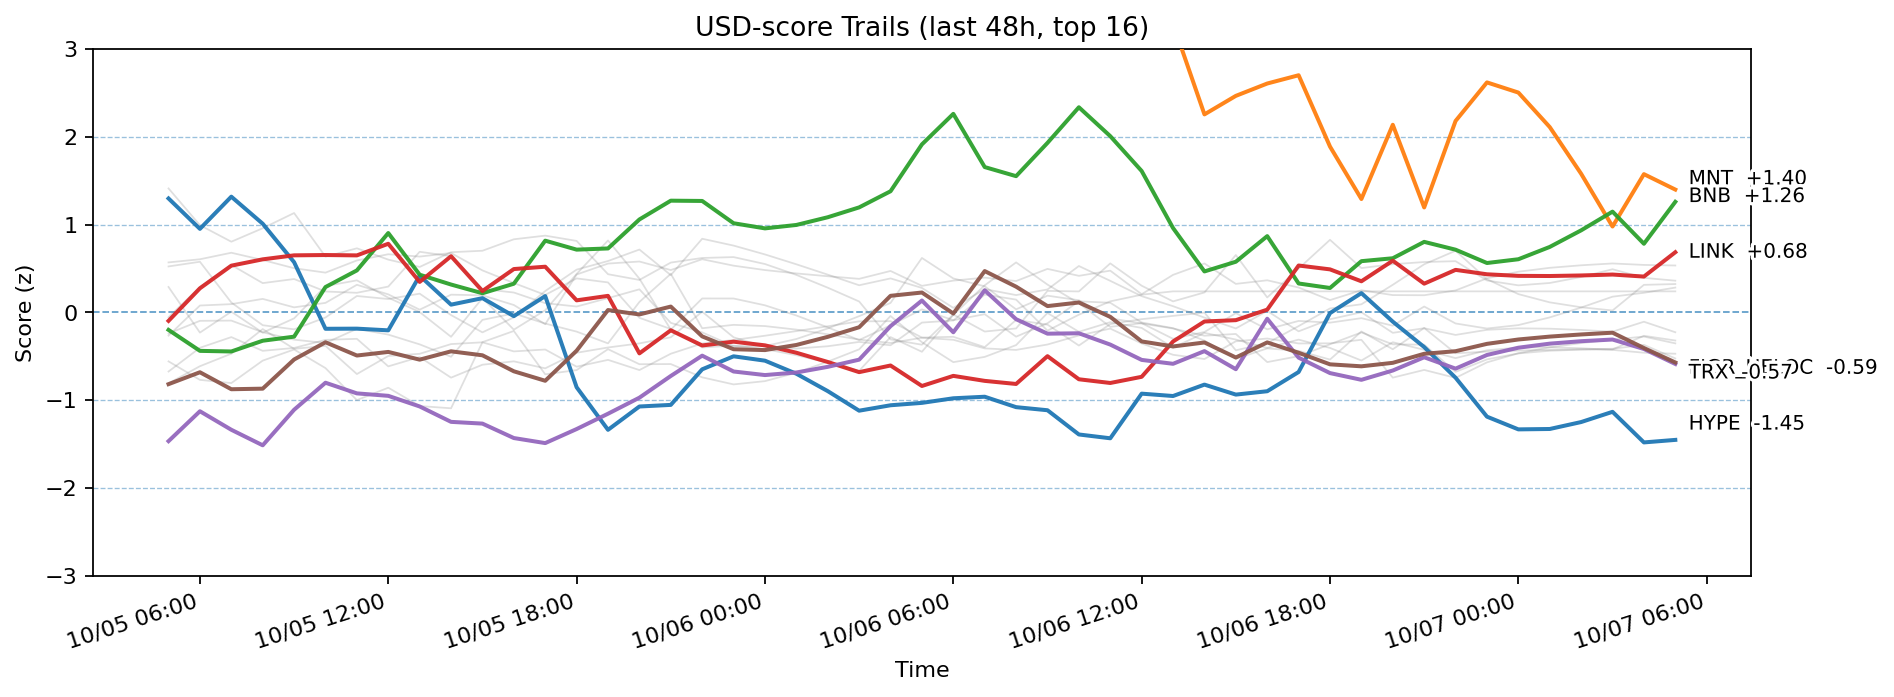 USD-score Trails (last 48h, top 16)
Score (z)
3
2
1
0
−1
−2
−3
MNT +1.40
BNB +1.26
LINK +0.68
-0.59
TRX -0.57
HYPE -1.45
10/05 06:00
10/05 12:00
10/05 18:00
10/06 00:00
10/06 06:00
10/06 12:00
10/06 18:00
10/07 00:00
10/07 06:00
Time